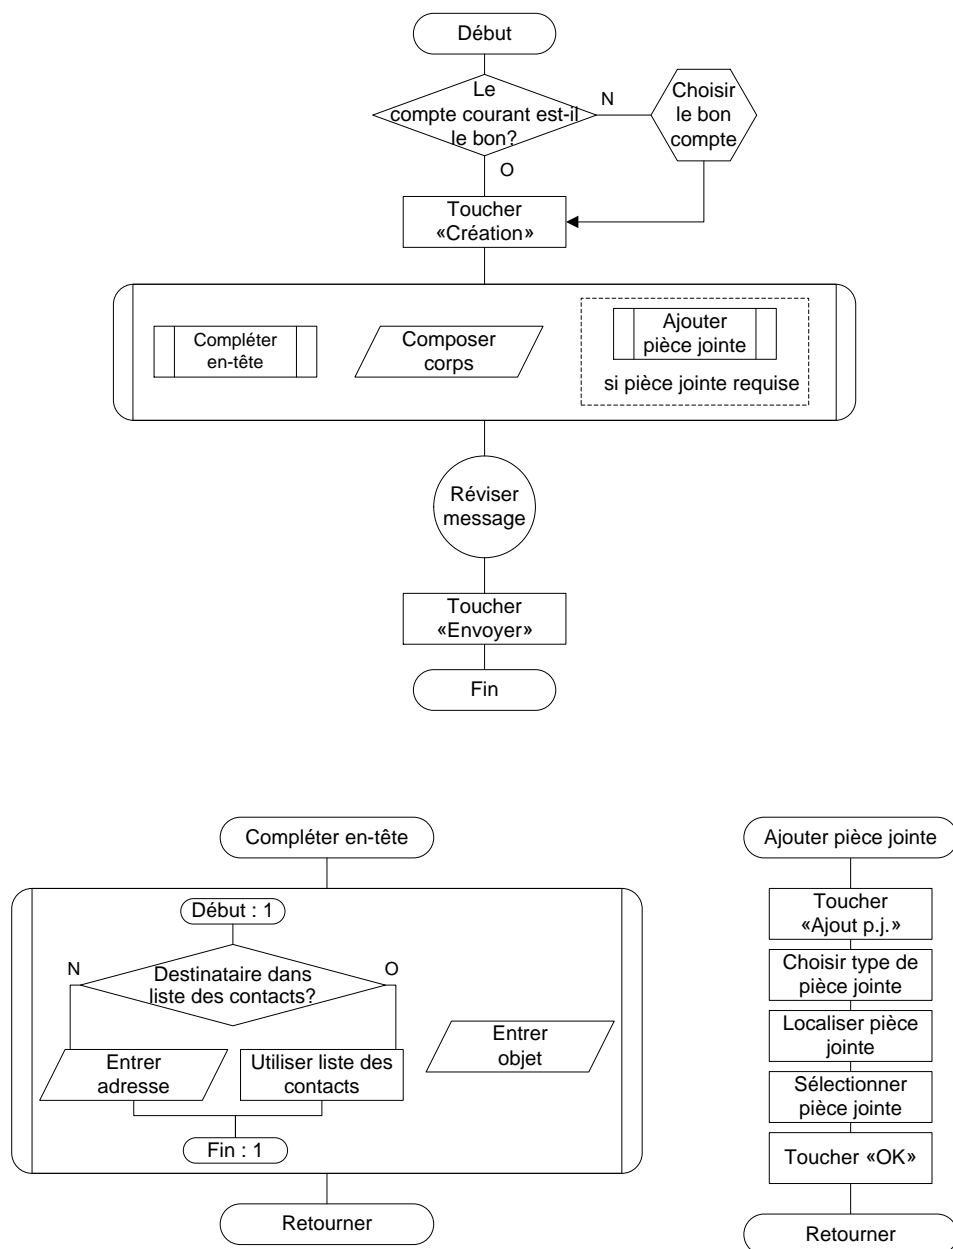 Début
Le
compte courant est-il
le bon?
N
Choisir
le bon
compte
O
Toucher
«Création»
Compléter
en-tête
Composer
corps
Ajouter
pièce jointe
si pièce jointe requise
Réviser
message
Toucher
«Envoyer»
Fin
Compléter en-tête
Début : 1
N
Destinataire dans
liste des contacts?
O
Entrer
adresse
Utiliser liste des
contacts
Entrer
objet
Fin : 1
Retourner
Ajouter pièce jointe
Toucher
«Ajout p.j.»
Choisir type de
pièce jointe
Localiser pièce
jointe
Sélectionner
pièce jointe
Toucher «OK»
Retourner